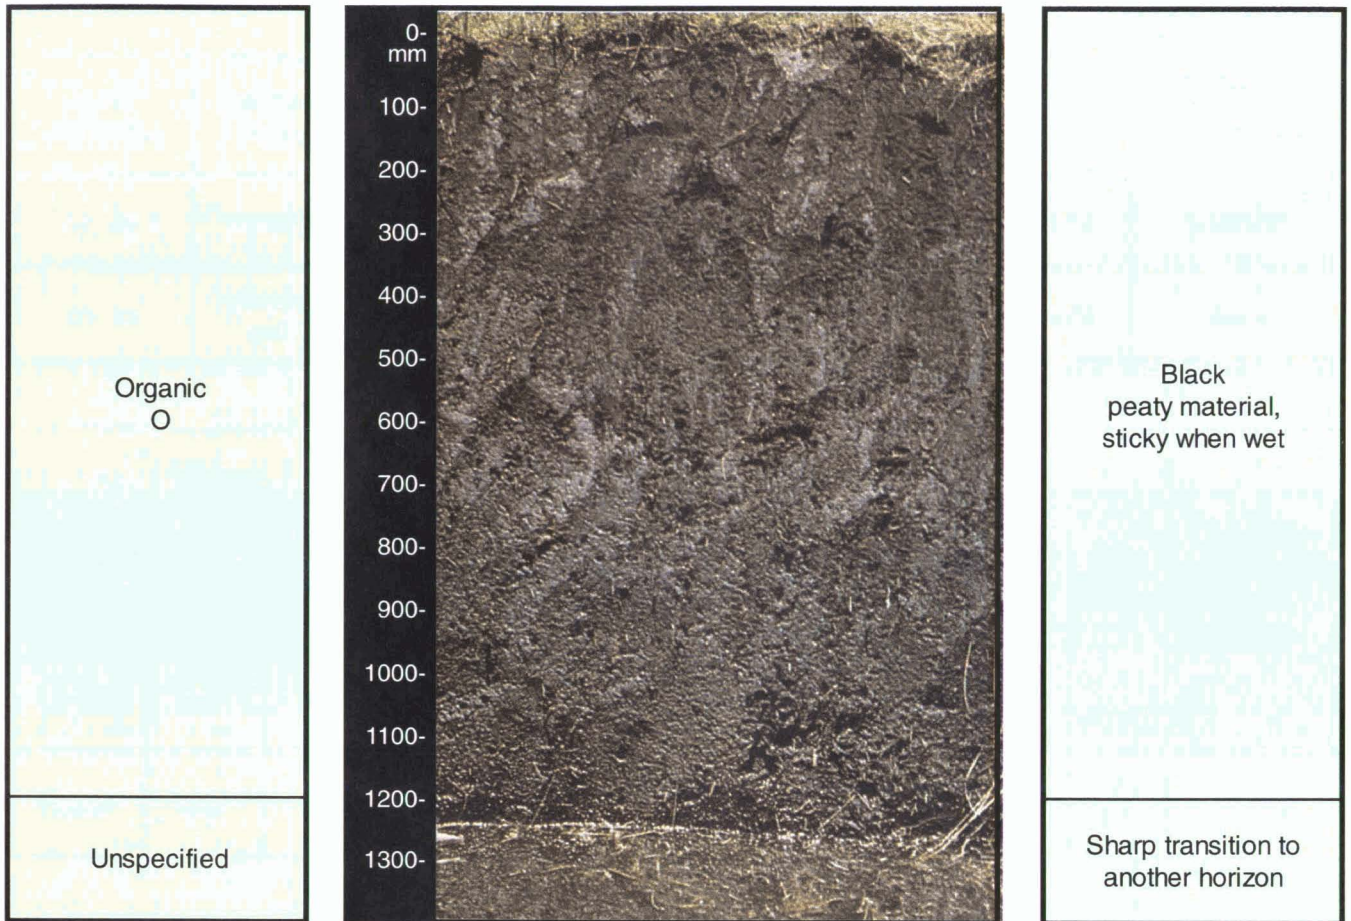 Organic
O
Unspecified
0-
mm
100-
200-
300-
400-
500-
600-
700-
800-
900-
1000-
1100-
1200-
1300-
Black
peaty material,
sticky when wet
Sharp transition to
another horizon